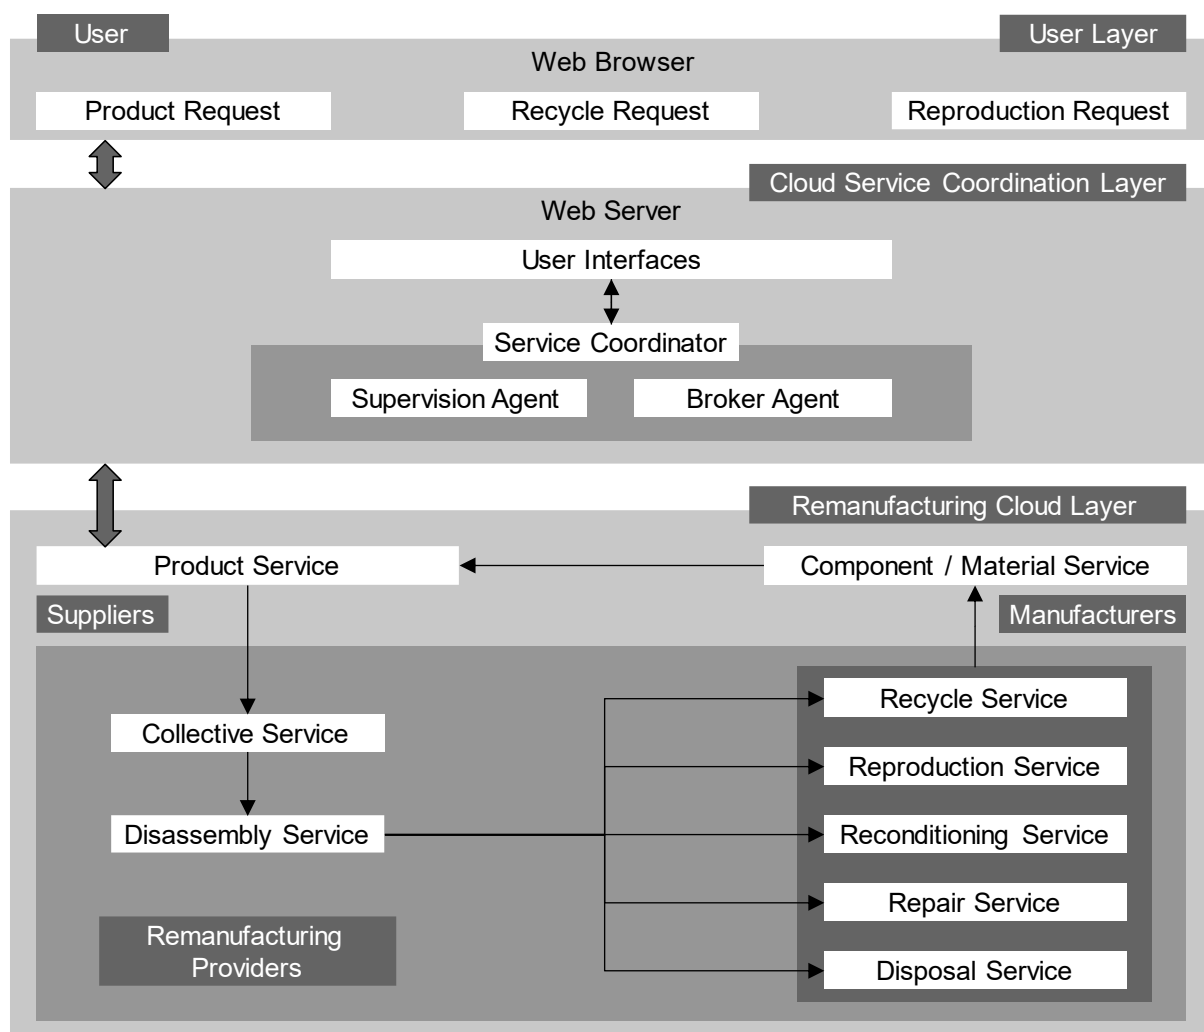 User
User Layer
Web Browser
Product Request
Recycle Request
Reproduction Request
Cloud Service Coordination Layer
Web Server
User Interfaces
Service Coordinator
Supervision Agent
Broker Agent
Remanufacturing Cloud Layer
Product Service
Component / Material Service
Suppliers
Manufacturers
Recycle Service
Collective Service
Reproduction Service
Disassembly Service
Reconditioning Service
Repair Service
Remanufacturing
Providers
Disposal Service